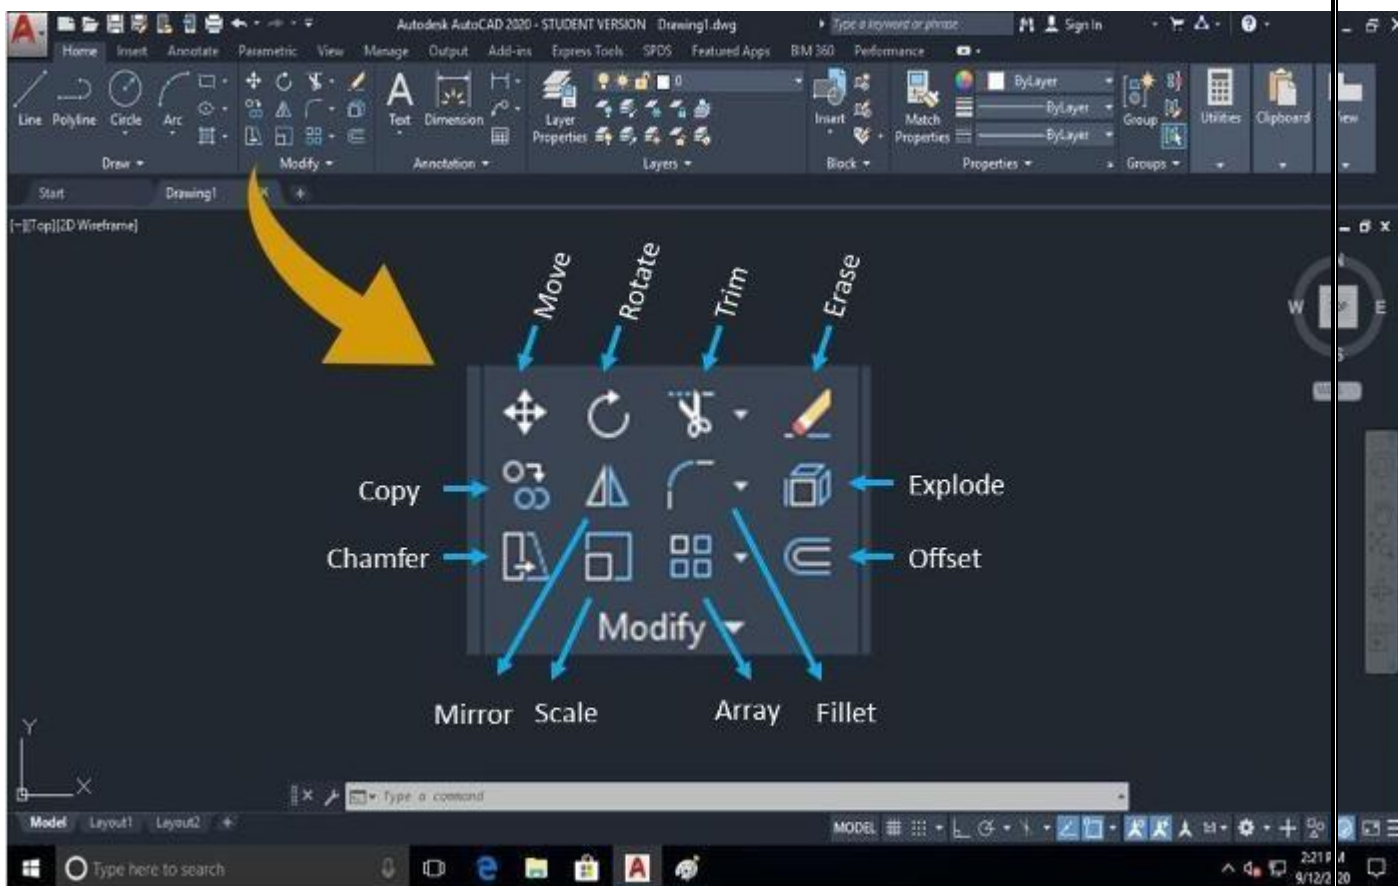 Autodesk AutoCAD 2020 - STUDENT VERSION Drawing1.dwg
Type a keyword or phrase
Sign In
Home Insert Annotate Parametric View Manage Output Add-ins Express Tools SPDS Featured Apps BIM 360 Performance
0
ByLayer
ByLayer
ByLayer
Line Polyline Circle Arc
Text Dimension
Layer Properties
Insert
Match Properties
Group
Utilities
Clipboard
Draw Modify Annotation Layers Block Properties Groups
Start Drawing1
[−][Top][2D Wireframe]
W E
Move Rotate Trim Erase
Copy Explode
Chamfer Offset
Modify
Mirror Scale Array Fillet
Y
X
Type a command
Model Layout1 Layout2 +
MODEL 1:1
Type here to search